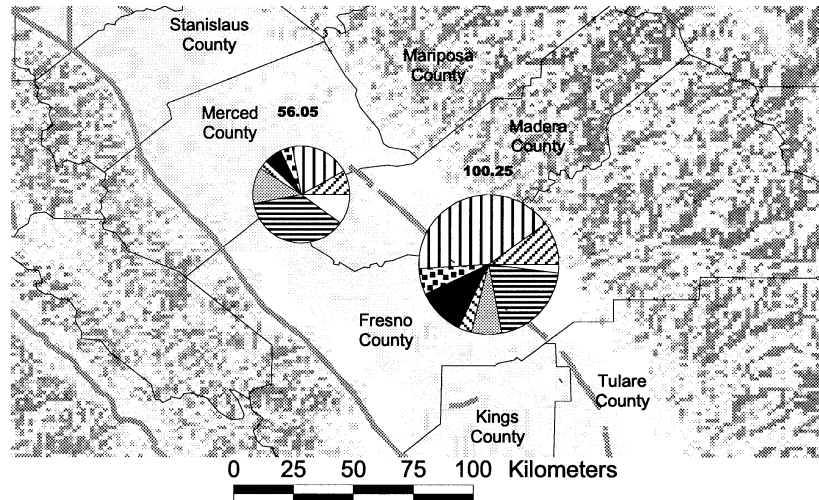 Stanislaus
County
Mariposa
County
Merced
County
56.05
Madera
County
100.25
Fresno
County
Tulare
County
Kings
County
0 25 50 75 100 Kilometers